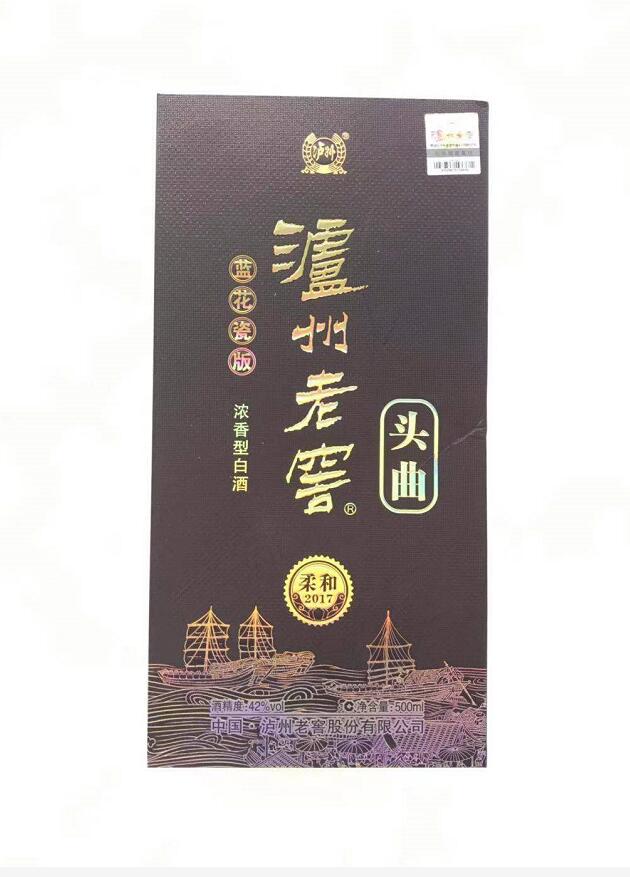 泸州
®
瀘州老窖®
蓝花瓷版
浓香型白酒
头曲
柔和
2017
酒精度:42%vol
净含量:500ml
中国·泸州老窖股份有限公司